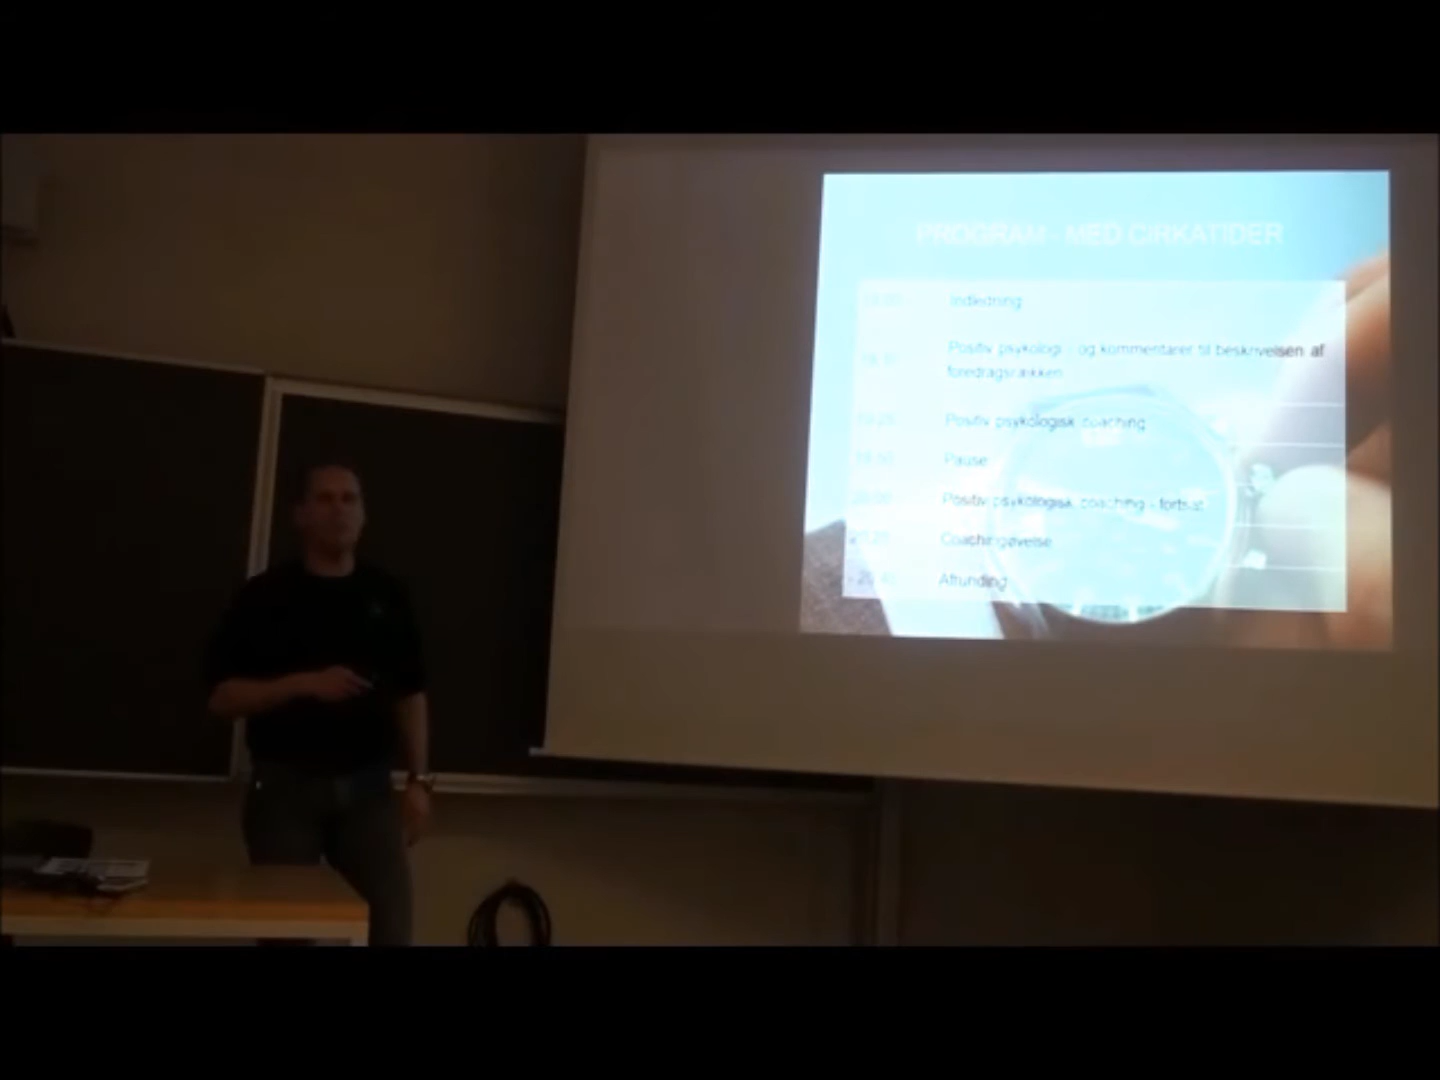 PROGRAM - MED CIRKATIDER
Indledning
Positiv psykologi - og kommentarer til beskrivelsen af
foredragsrækken
Positiv psykologisk coaching
Pause
Positiv psykologisk coaching - fortsat
Coachingøvelse
Afrunding